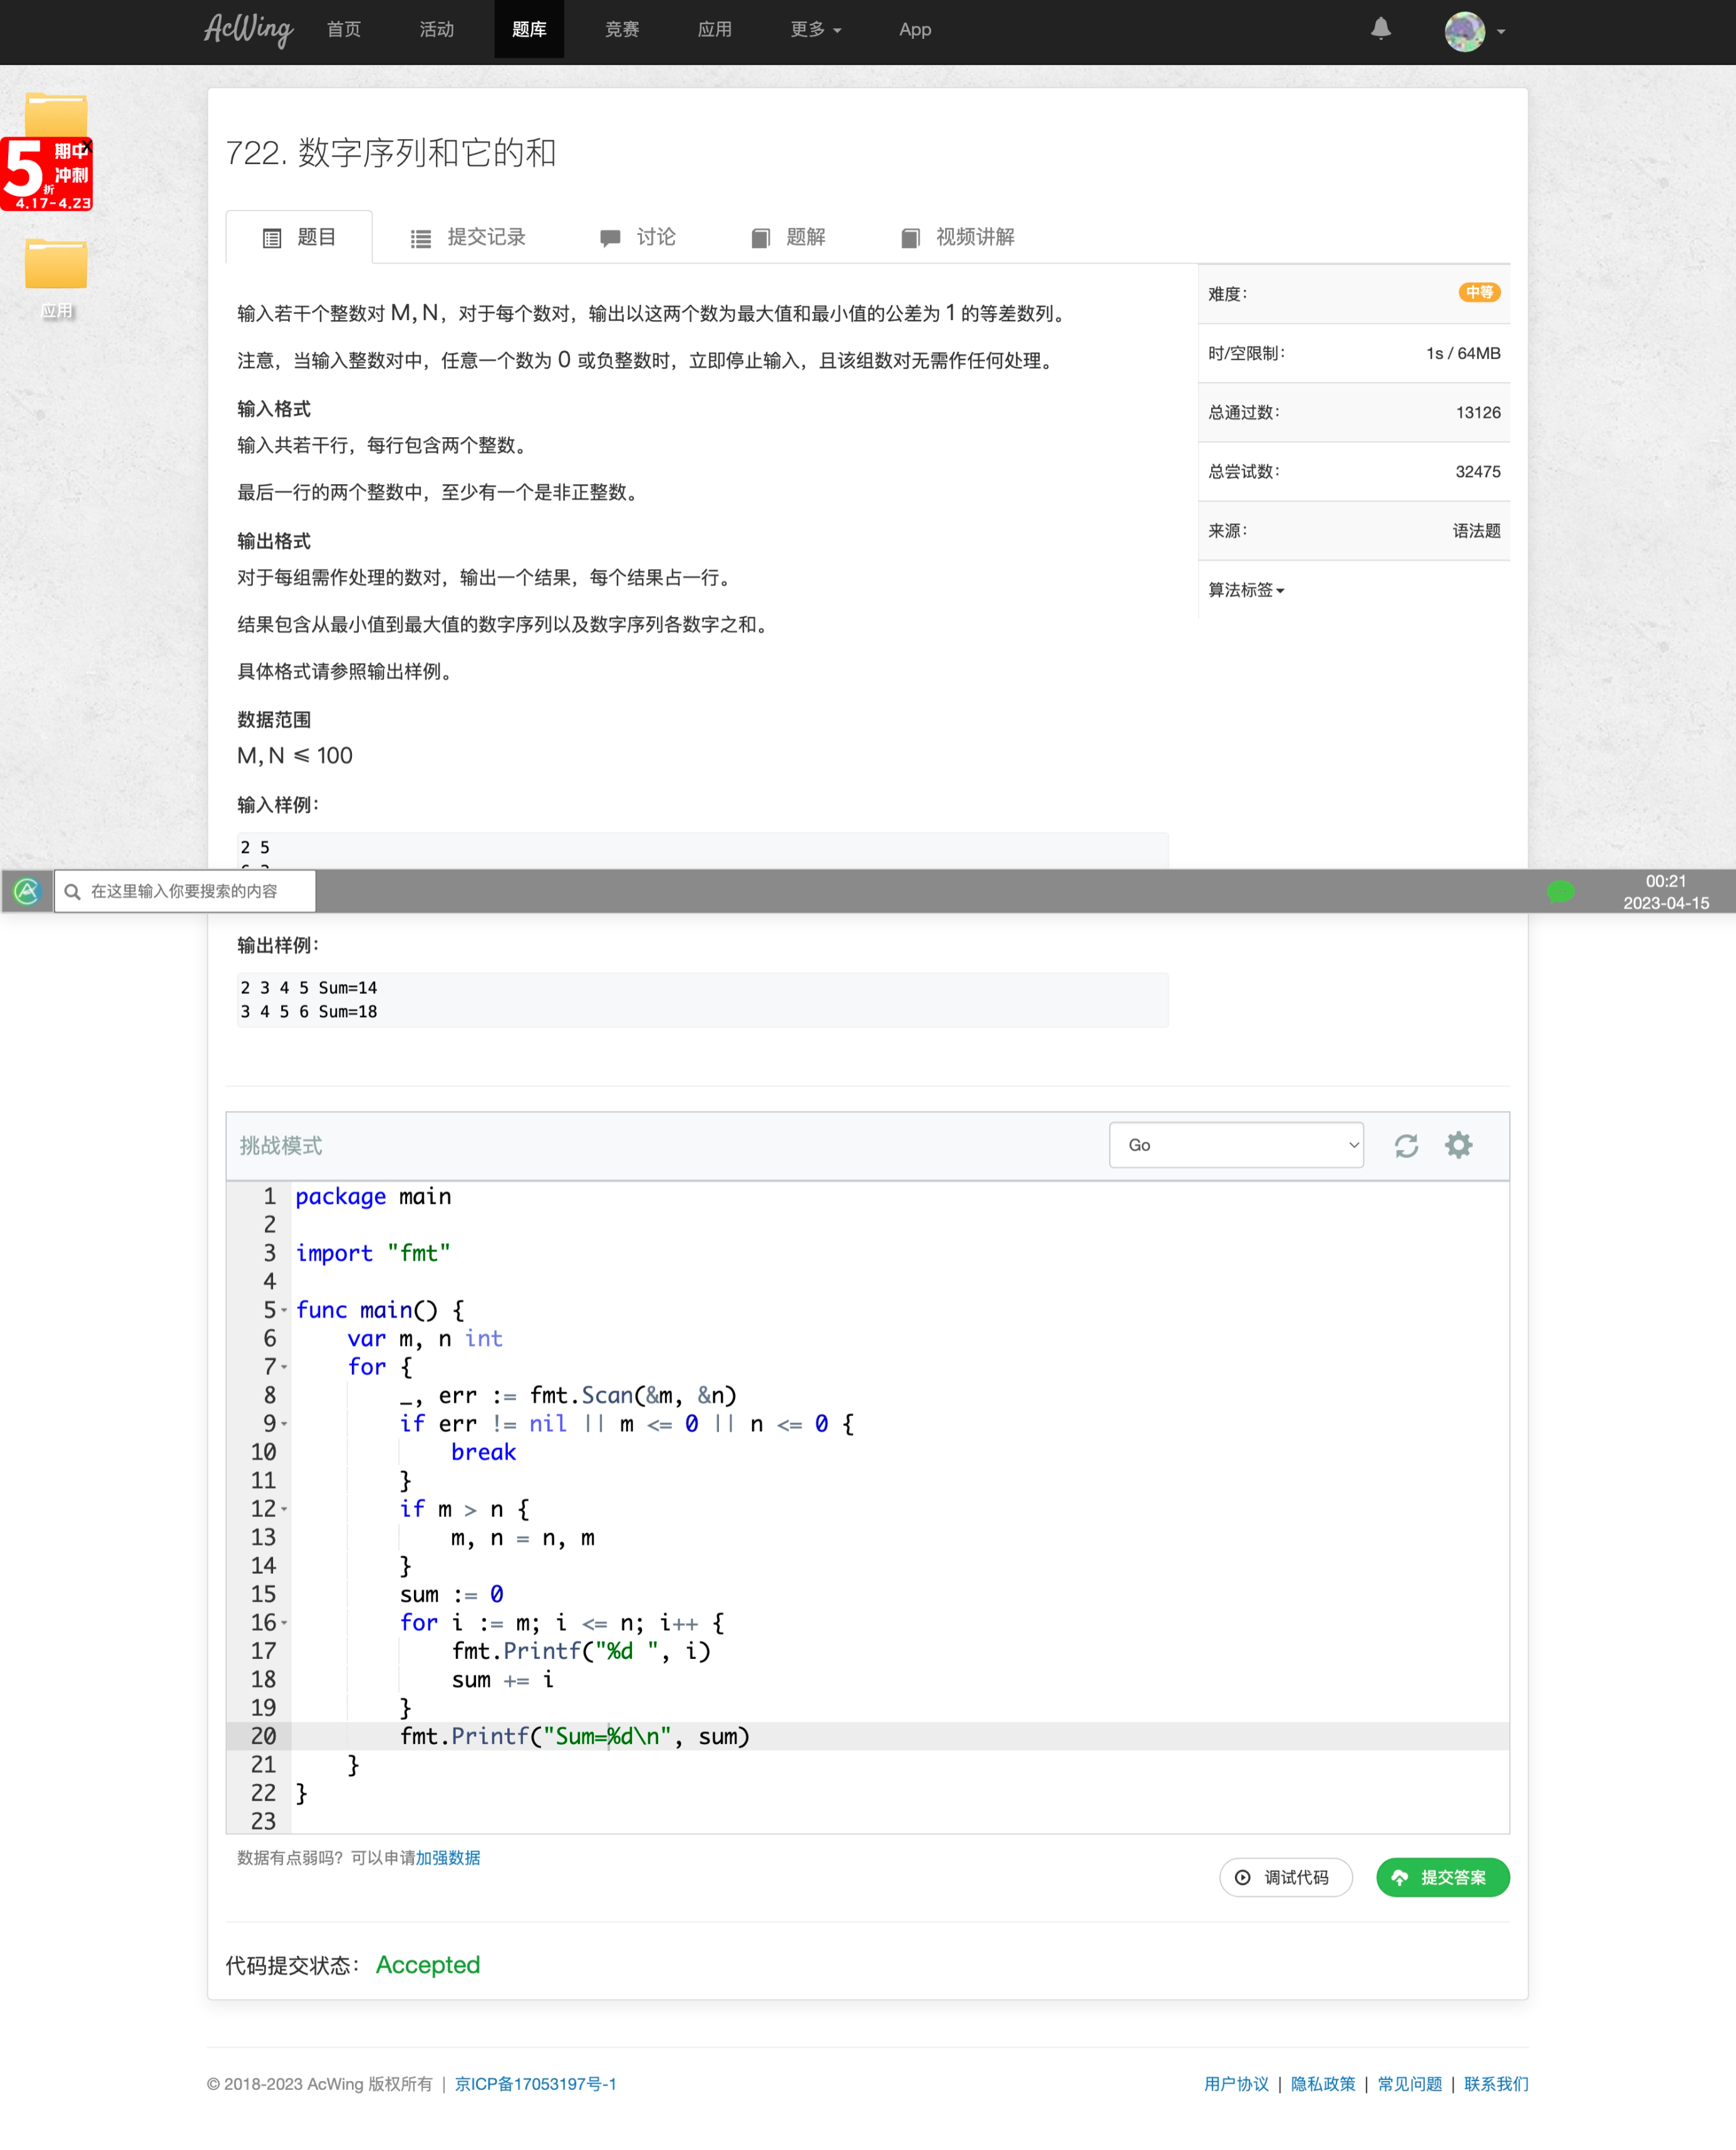 AcWing 首页 活动 题库 竞赛 应用 更多 App
5折 期中冲刺 4.17-4.23
x
应用
722. 数字序列和它的和
题目 提交记录 讨论 题解 视频讲解
输入若干个整数对 M, N，对于每个数对，输出以这两个数为最大值和最小值的公差为 1 的等差数列。
注意，当输入整数对中，任意一个数为 0 或负整数时，立即停止输入，且该组数对无需作任何处理。
输入格式
输入共若干行，每行包含两个整数。
最后一行的两个整数中，至少有一个是非正整数。
输出格式
对于每组需作处理的数对，输出一个结果，每个结果占一行。
结果包含从最小值到最大值的数字序列以及数字序列各数字之和。
具体格式请参照输出样例。
数据范围
M, N ⩽ 100
输入样例：
2 5
难度： 中等
时/空限制： 1s / 64MB
总通过数： 13126
总尝试数： 32475
来源： 语法题
算法标签
在这里输入你要搜索的内容
00:21
2023-04-15
输出样例：
2 3 4 5 Sum=14
3 4 5 6 Sum=18
挑战模式 Go
1 package main
2
3 import "fmt"
4
5 func main() {
6     var m, n int
7     for {
8         _, err := fmt.Scan(&m, &n)
9         if err != nil || m <= 0 || n <= 0 {
10             break
11         }
12         if m > n {
13             m, n = n, m
14         }
15         sum := 0
16         for i := m; i <= n; i++ {
17             fmt.Printf("%d ", i)
18             sum += i
19         }
20         fmt.Printf("Sum=%d\n", sum)
21     }
22 }
23
数据有点弱吗？可以申请加强数据
调试代码 提交答案
代码提交状态： Accepted
© 2018-2023 AcWing 版权所有 | 京ICP备17053197号-1
用户协议 | 隐私政策 | 常见问题 | 联系我们